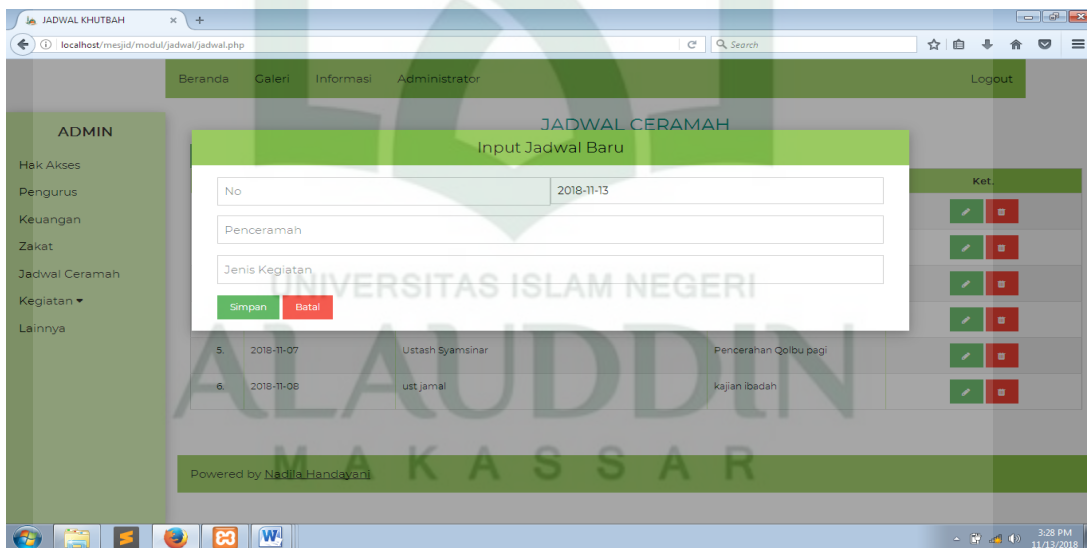 JADWAL KHUTBAH
localhost/mesjid/modul/jadwal/jadwal.php
Search
Beranda Galeri Informasi Administrator Logout
ADMIN
Hak Akses
Pengurus
Keuangan
Zakat
Jadwal Ceramah
Kegiatan
Lainnya
JADWAL CERAMAH
Input Jadwal Baru
No 2018-11-13
Penceramah
Jenis Kegiatan
Simpan Batal
Ket.
5. 2018-11-07 Ustash Syamsinar Pencerahan Qolbu pagi
6. 2018-11-08 ust jamal kajian ibadah
Powered by Nadila Handayani
UNIVERSITAS ISLAM NEGERI
ALAUDDIN
MAKASSAR
3:28 PM
11/13/2018